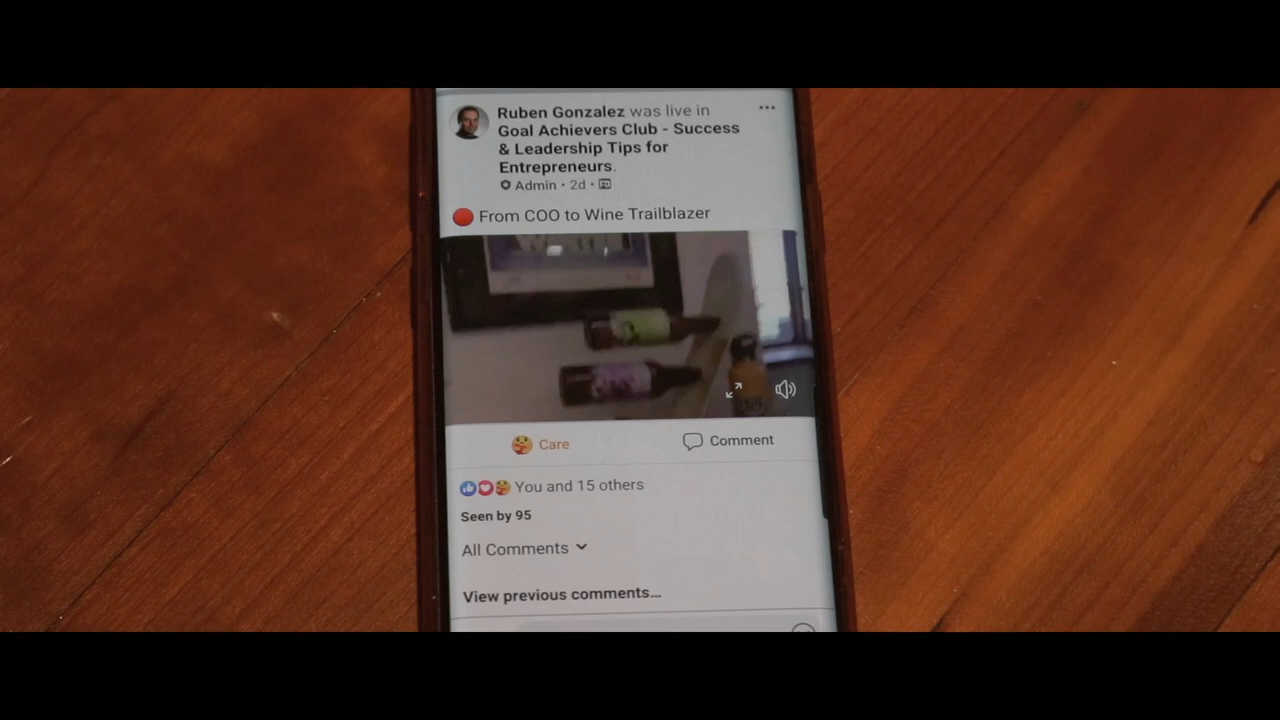 Ruben Gonzalez was live in
Goal Achievers Club - Success
& Leadership Tips for
Entrepreneurs.
Admin · 2d ·
From COO to Wine Trailblazer
Care
Comment
You and 15 others
Seen by 95
All Comments
View previous comments...